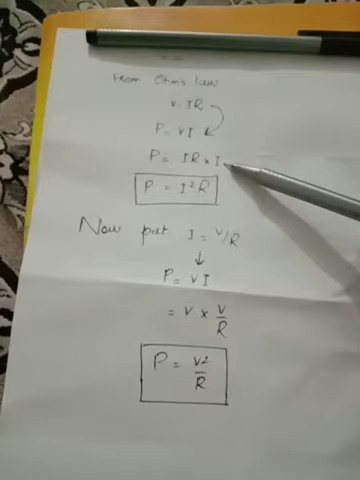 From Ohm's law
V = IR
P = VI
P = IR × I
P = I²R
Now put I = V/R
↓
P = VI
= V × V/R
P = V²/R